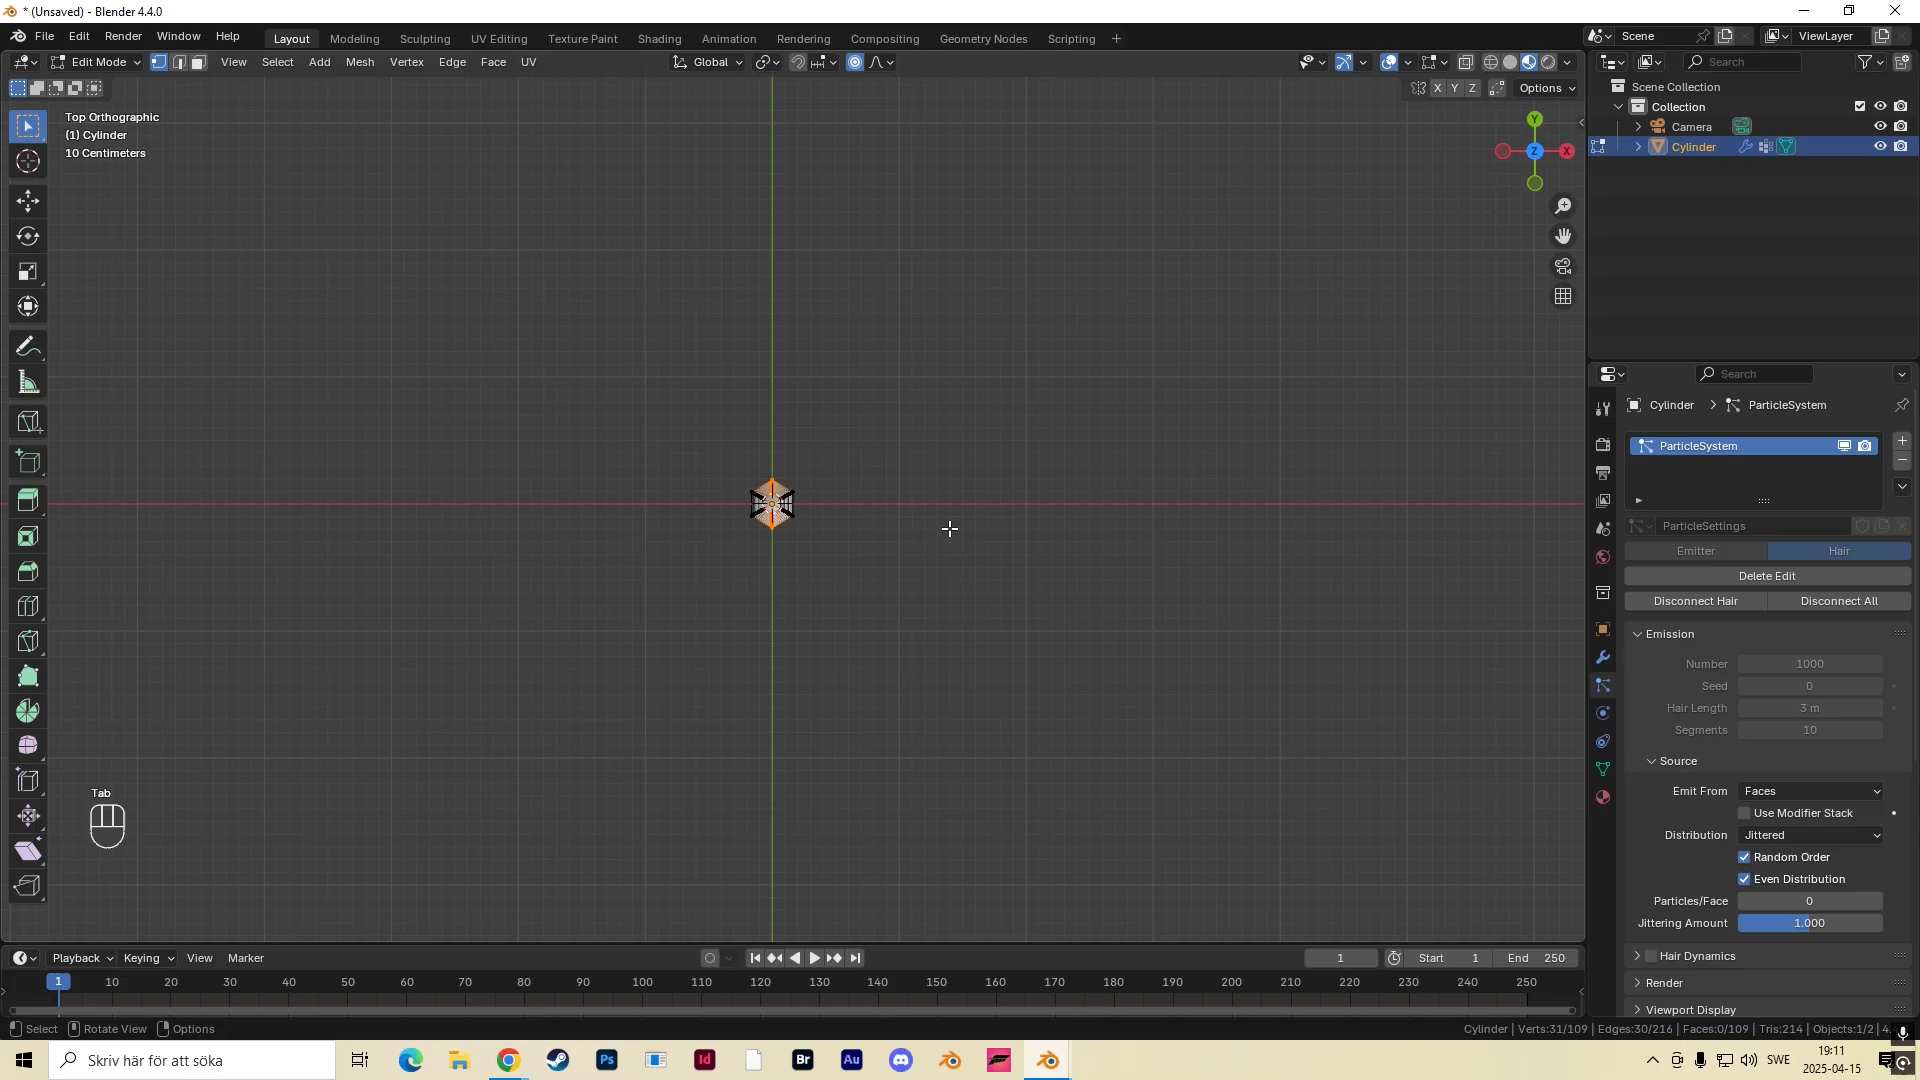 * (Unsaved) - Blender 4.4.0
File Edit Render Window Help Layout Modeling Sculpting UV Editing Texture Paint Shading Animation Rendering Compositing Geometry Nodes Scripting + Scene ViewLayer
Edit Mode View Select Add Mesh Vertex Edge Face UV Global Search
X Y Z Options
Top Orthographic
(1) Cylinder
10 Centimeters
Y
Z X
Scene Collection
Collection
Camera
Cylinder
Search
Cylinder > ParticleSystem
ParticleSystem
ParticleSettings
Emitter Hair
Delete Edit
Disconnect Hair Disconnect All
Emission
Number 1000
Seed 0
Hair Length 3 m
Segments 10
Source
Emit From Faces
Use Modifier Stack
Distribution Jittered
Random Order
Even Distribution
Particles/Face 0
Jittering Amount 1.000
Hair Dynamics
Render
Viewport Display
Tab
Playback Keying View Marker 1 Start 1 End 250
1 10 20 30 40 50 60 70 80 90 100 110 120 130 140 150 160 170 180 190 200 210 220 230 240 250
Select Rotate View Options Cylinder | Verts:31/109 | Edges:30/216 | Faces:0/109 | Tris:214 | Objects:1/2 | 4.
Skriv här för att söka Ps Id Br Au SWE 19:11
2025-04-15